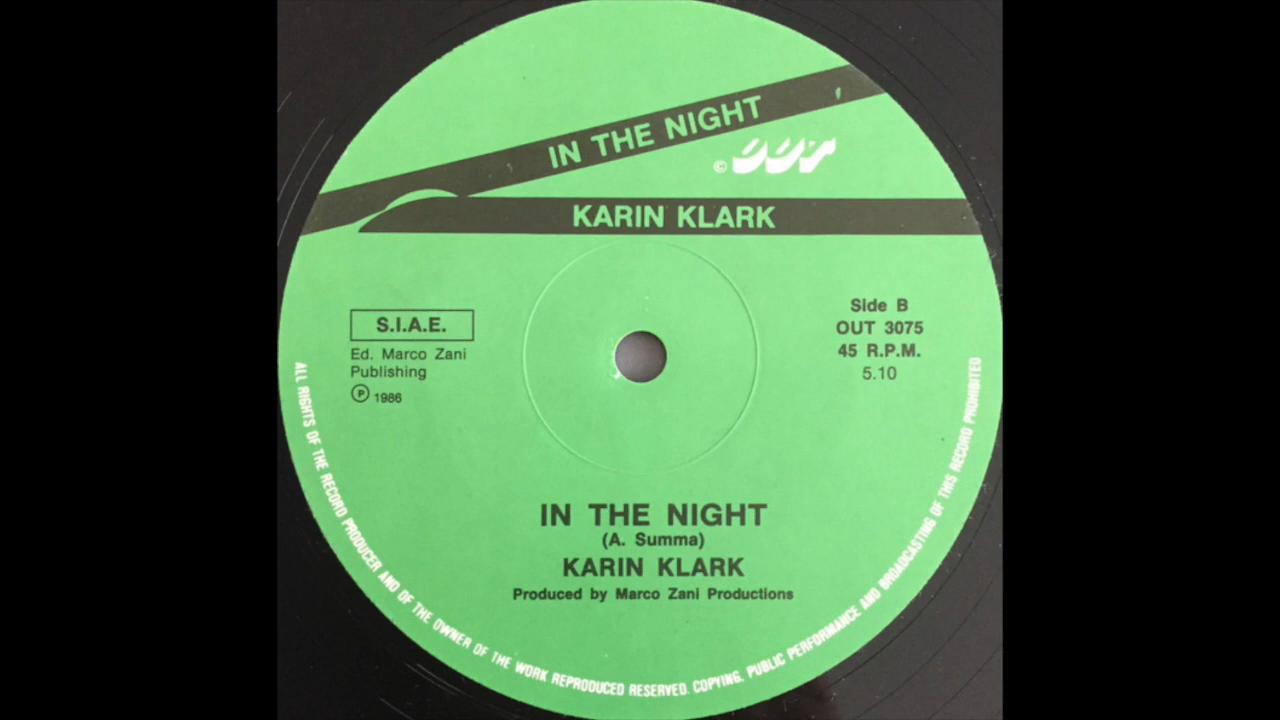 IN THE NIGHT
© OUT
KARIN KLARK
S.I.A.E.
Ed. Marco Zani
Publishing
Ⓟ 1986
Side B
OUT 3075
45 R.P.M.
5.10
IN THE NIGHT
(A. Summa)
KARIN KLARK
Produced by Marco Zani Productions
ALL RIGHTS OF THE RECORD PRODUCER AND OF THE OWNER OF THE WORK REPRODUCED RESERVED. COPYING, PUBLIC PERFORMANCE AND BROADCASTING OF THIS RECORD PROHIBITED